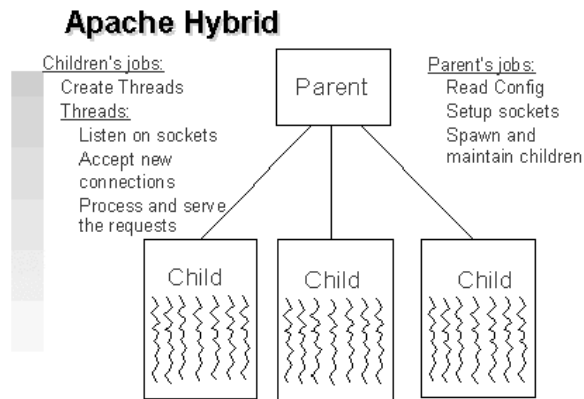 Apache Hybrid
Children's jobs:
Create Threads
Threads:
Listen on sockets
Accept new
connections
Process and serve
the requests
Parent
Parent's jobs:
Read Config
Setup sockets
Spawn and
maintain children
Child
Child
Child